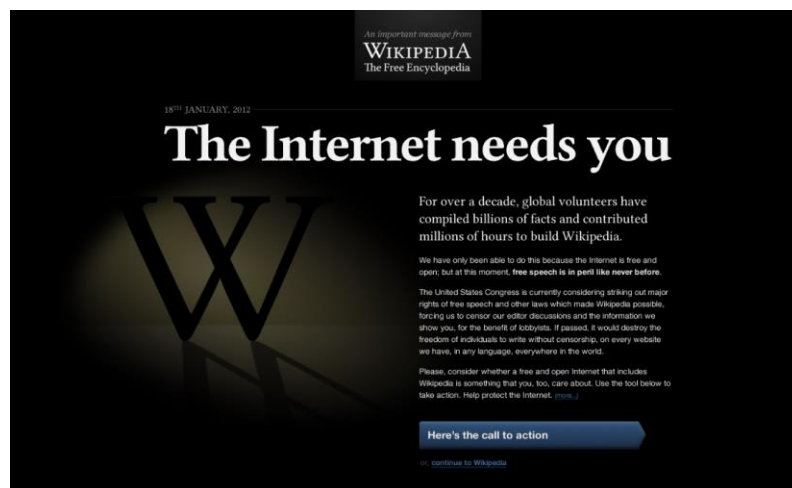 An important message from
WIKIPEDIA
The Free Encyclopedia
18TH JANUARY, 2012
The Internet needs you
For over a decade, global volunteers have
compiled billions of facts and contributed
millions of hours to build Wikipedia.
We have only been able to do this because the Internet is free and
open; but at this moment, free speech is in peril like never before.
The United States Congress is currently considering striking out major
rights of free speech and other laws which made Wikipedia possible,
forcing us to censor our editor discussions and the information we
show you, for the benefit of lobbyists. If passed, it would destroy the
freedom of individuals to write without censorship, on every website
we have, in any language, everywhere in the world.
Please, consider whether a free and open Internet that includes
Wikipedia is something that you, too, care about. Use the tool below to
take action. Help protect the Internet. (more...)
Here's the call to action
or, continue to Wikipedia
W